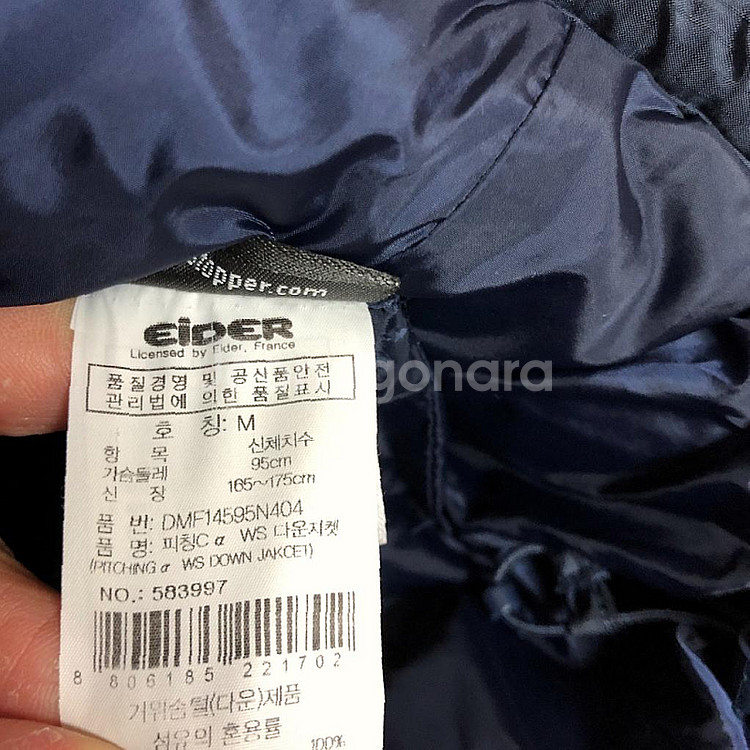 stopper.com
EiDER
Licensed by Eider, France
품질경영 및 공산품안전
관리법에 의한 품질표시
호 칭: M
항 목 신체치수
가슴둘레 95cm
신 장 165~175cm
품 번: DMF14595N404
품 명: 피칭C α WS 다운자켓
(PITCHING α WS DOWN JAKCET)
NO.: 583997
8 806185 221702
거위솜털(다운)제품
섬유의 혼용률
100%
gonara